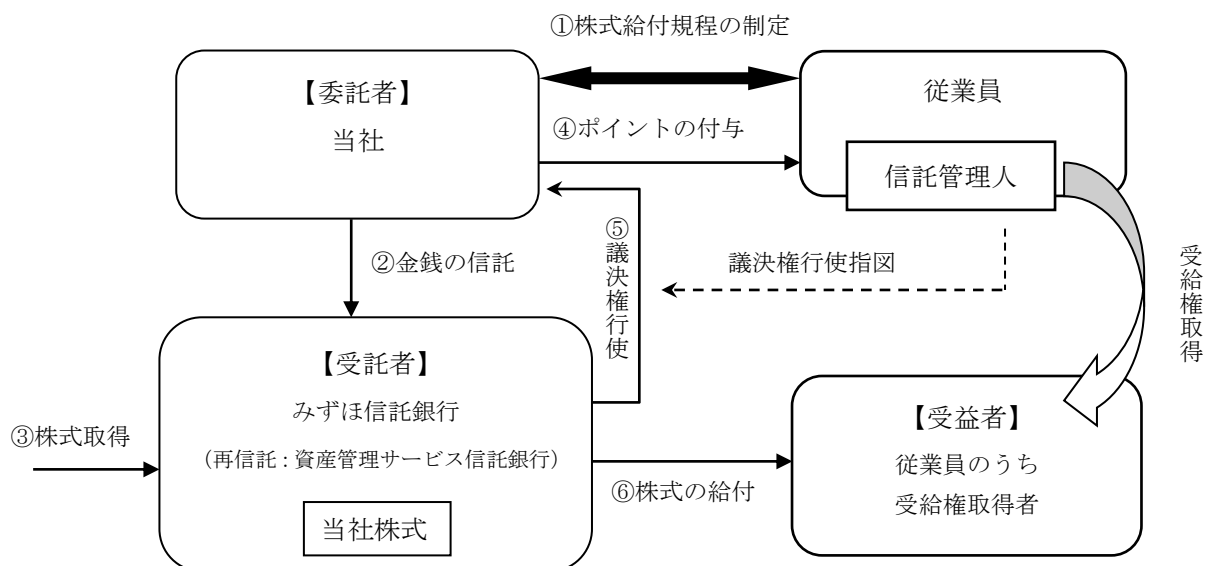 ①株式給付規程の制定
【委託者】
当社
従業員
④ポイントの付与
信託管理人
②金銭の信託
⑤議決権行使
議決権行使指図
受給権取得
【受託者】
みずほ信託銀行
(再信託:資産管理サービス信託銀行)
当社株式
③株式取得
⑥株式の給付
【受益者】
従業員のうち
受給権取得者